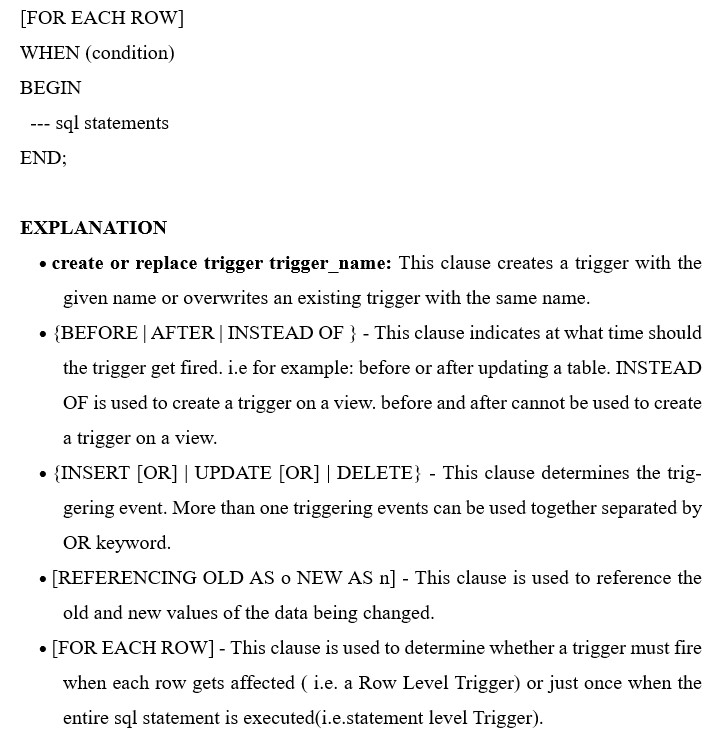 [FOR EACH ROW]
WHEN (condition)
BEGIN
--- sql statements
END;
EXPLANATION
• create or replace trigger trigger_name: This clause creates a trigger with the
given name or overwrites an existing trigger with the same name.
• {BEFORE | AFTER | INSTEAD OF } - This clause indicates at what time should
the trigger get fired. i.e for example: before or after updating a table. INSTEAD
OF is used to create a trigger on a view. before and after cannot be used to create
a trigger on a view.
• {INSERT [OR] | UPDATE [OR] | DELETE} - This clause determines the trig-
gering event. More than one triggering events can be used together separated by
OR keyword.
• [REFERENCING OLD AS o NEW AS n] - This clause is used to reference the
old and new values of the data being changed.
• [FOR EACH ROW] - This clause is used to determine whether a trigger must fire
when each row gets affected ( i.e. a Row Level Trigger) or just once when the
entire sql statement is executed(i.e.statement level Trigger).